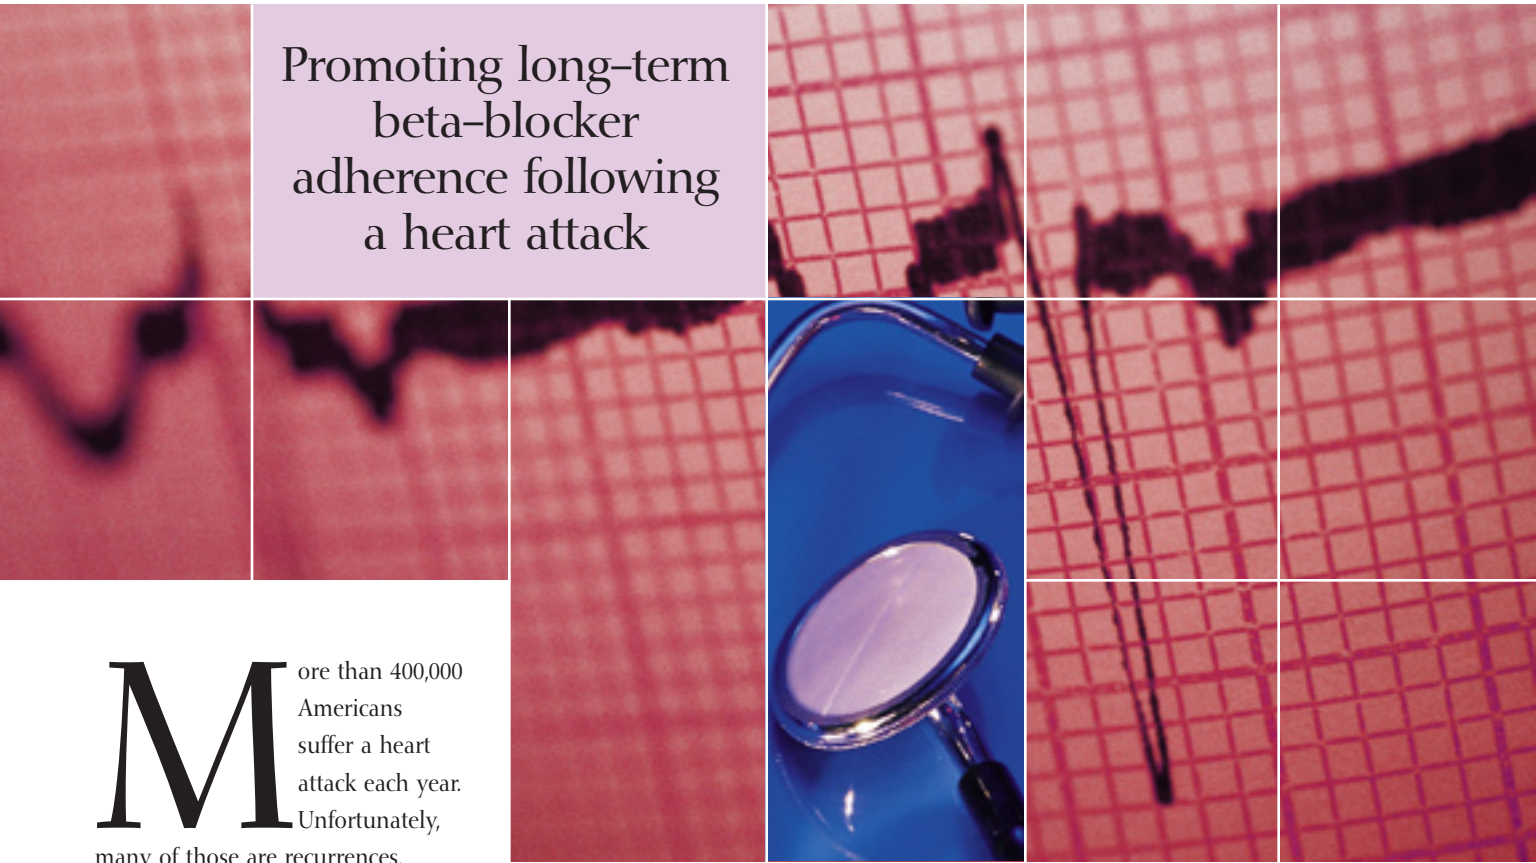 Promoting long–term
beta–blocker
adherence following
a heart attack
More than 400,000
Americans
suffer a heart
attack each year.
Unfortunately,
many of those are recurrences.